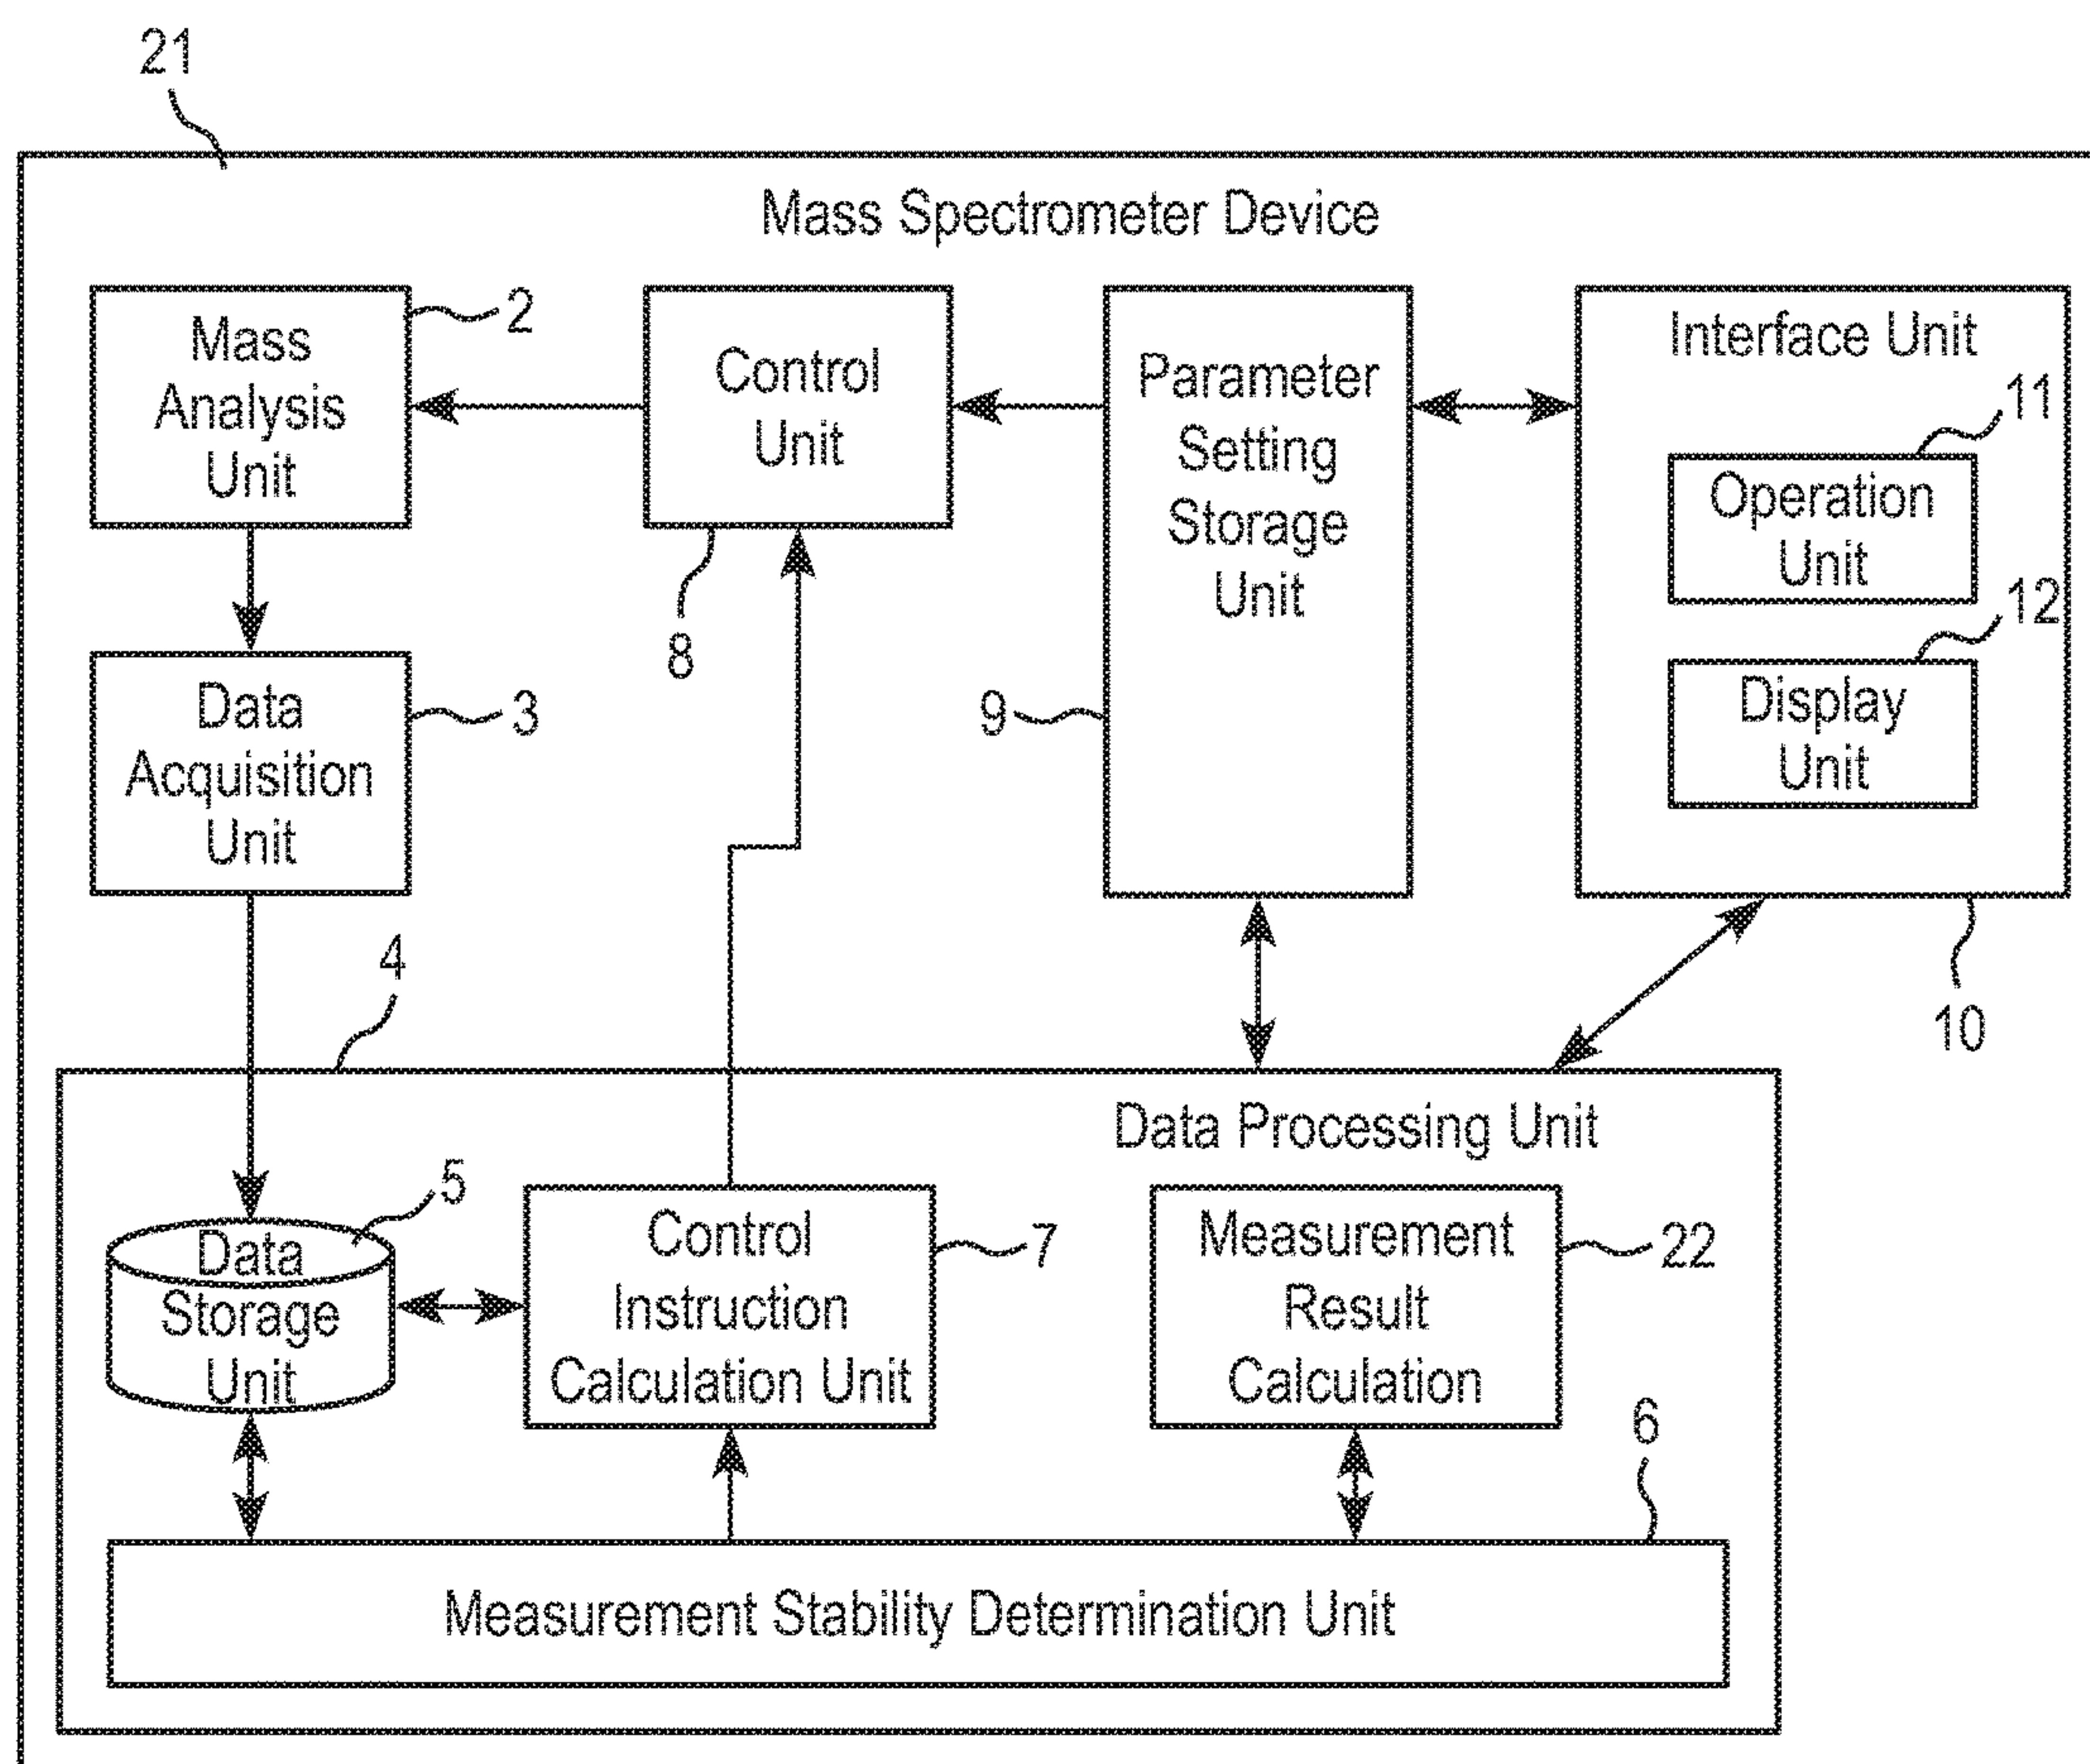 21
Mass Spectrometer Device
Mass
Analysis
Unit
2
Control
Unit
8
Parameter
Setting
Storage
Unit
9
Interface Unit
11
Operation
Unit
12
Display
Unit
10
Data
Acquisition
Unit
3
4
Data Processing Unit
5
Data
Storage
Unit
Control
Instruction
Calculation Unit
7
Measurement
Result
Calculation
22
6
Measurement Stability Determination Unit